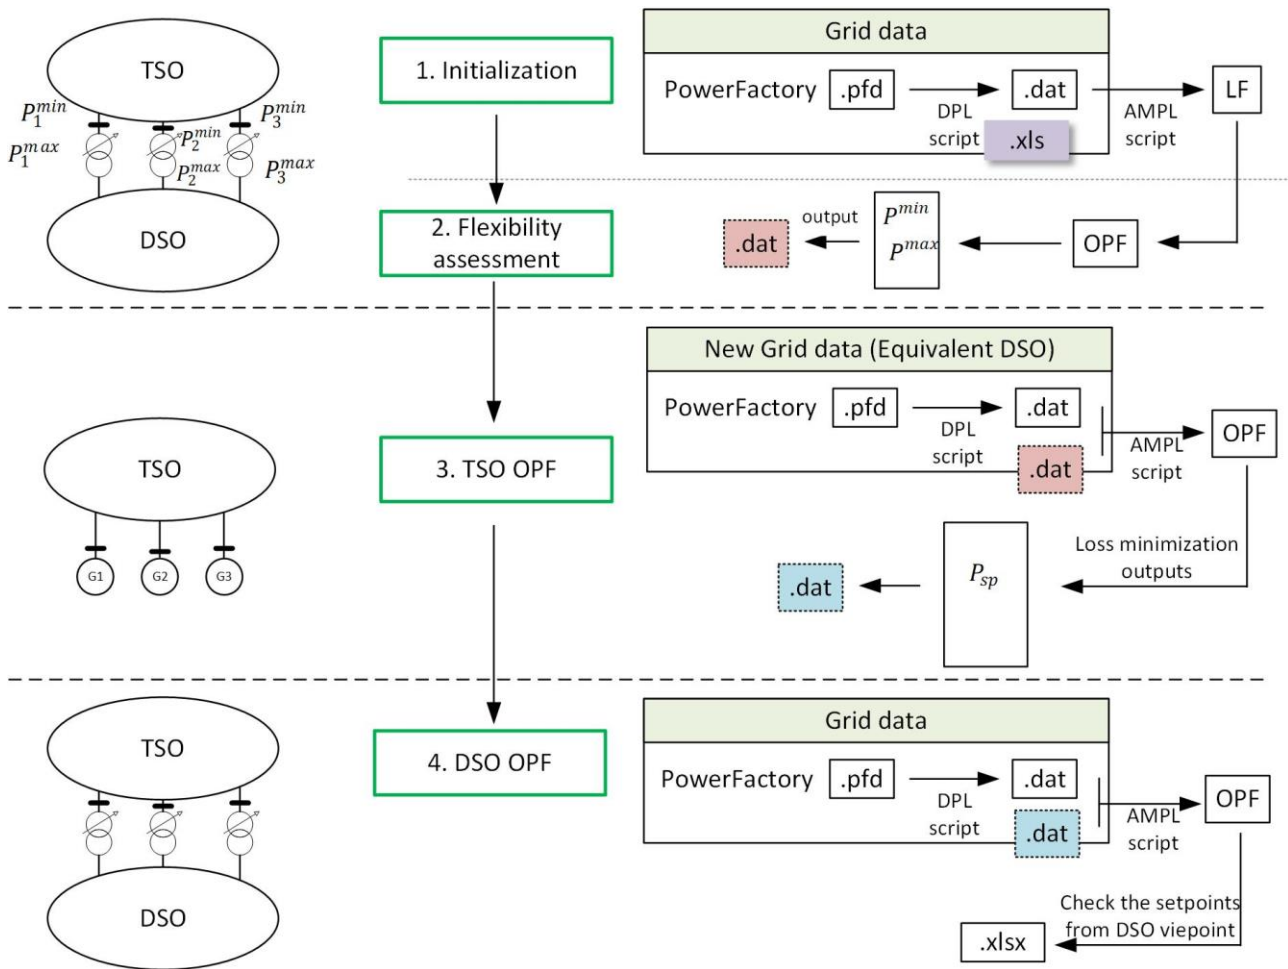 TSO
P_1^{min}
P_3^{min}
P_2^{min}
P_1^{max}
P_2^{max}
P_3^{max}
DSO
1. Initialization
2. Flexibility
assessment
Grid data
PowerFactory .pfd .dat
DPL
script
.xls
AMPL
script
LF
OPF
P^{min}
P^{max}
output
.dat
TSO
G1 G2 G3
3. TSO OPF
New Grid data (Equivalent DSO)
PowerFactory .pfd .dat
DPL
script
.dat
AMPL
script
OPF
Loss minimization
outputs
P_{sp}
.dat
TSO
DSO
4. DSO OPF
Grid data
PowerFactory .pfd .dat
DPL
script
.dat
AMPL
script
OPF
Check the setpoints
from DSO viepoint
.xlsx